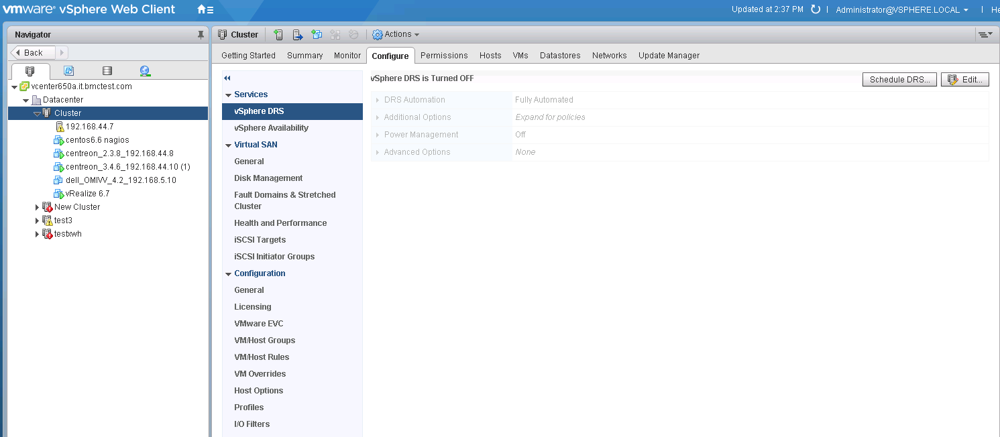 vmware® vSphere Web Client
Updated at 2:37 PM | Administrator@VSPHERE.LOCAL | He
Navigator
Back
vcenter650a.it.bmctest.com
Datacenter
Cluster
192.168.44.7
centos6.6 nagios
centreon_2.3.8_192.168.44.8
centreon_3.4.6_192.168.44.10 (1)
dell_OMIVV_4.2_192.168.5.10
vRealize 6.7
New Cluster
test3
testxwh
Cluster
Actions
Getting Started Summary Monitor Configure Permissions Hosts VMs Datastores Networks Update Manager
Services
vSphere DRS
vSphere Availability
Virtual SAN
General
Disk Management
Fault Domains & Stretched
Cluster
Health and Performance
iSCSI Targets
iSCSI Initiator Groups
Configuration
General
Licensing
VMware EVC
VM/Host Groups
VM/Host Rules
VM Overrides
Host Options
Profiles
I/O Filters
vSphere DRS is Turned OFF
Schedule DRS... Edit...
DRS Automation Fully Automated
Additional Options Expand for policies
Power Management Off
Advanced Options None